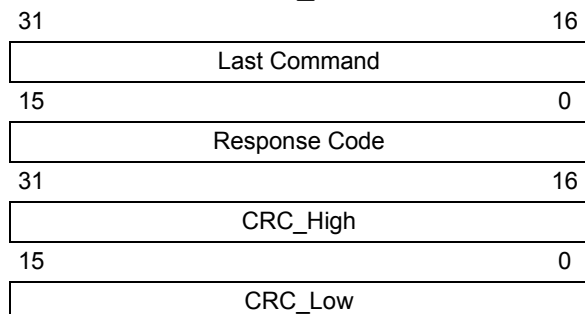 31 16
Last Command
15 0
Response Code
31 16
CRC_High
15 0
CRC_Low